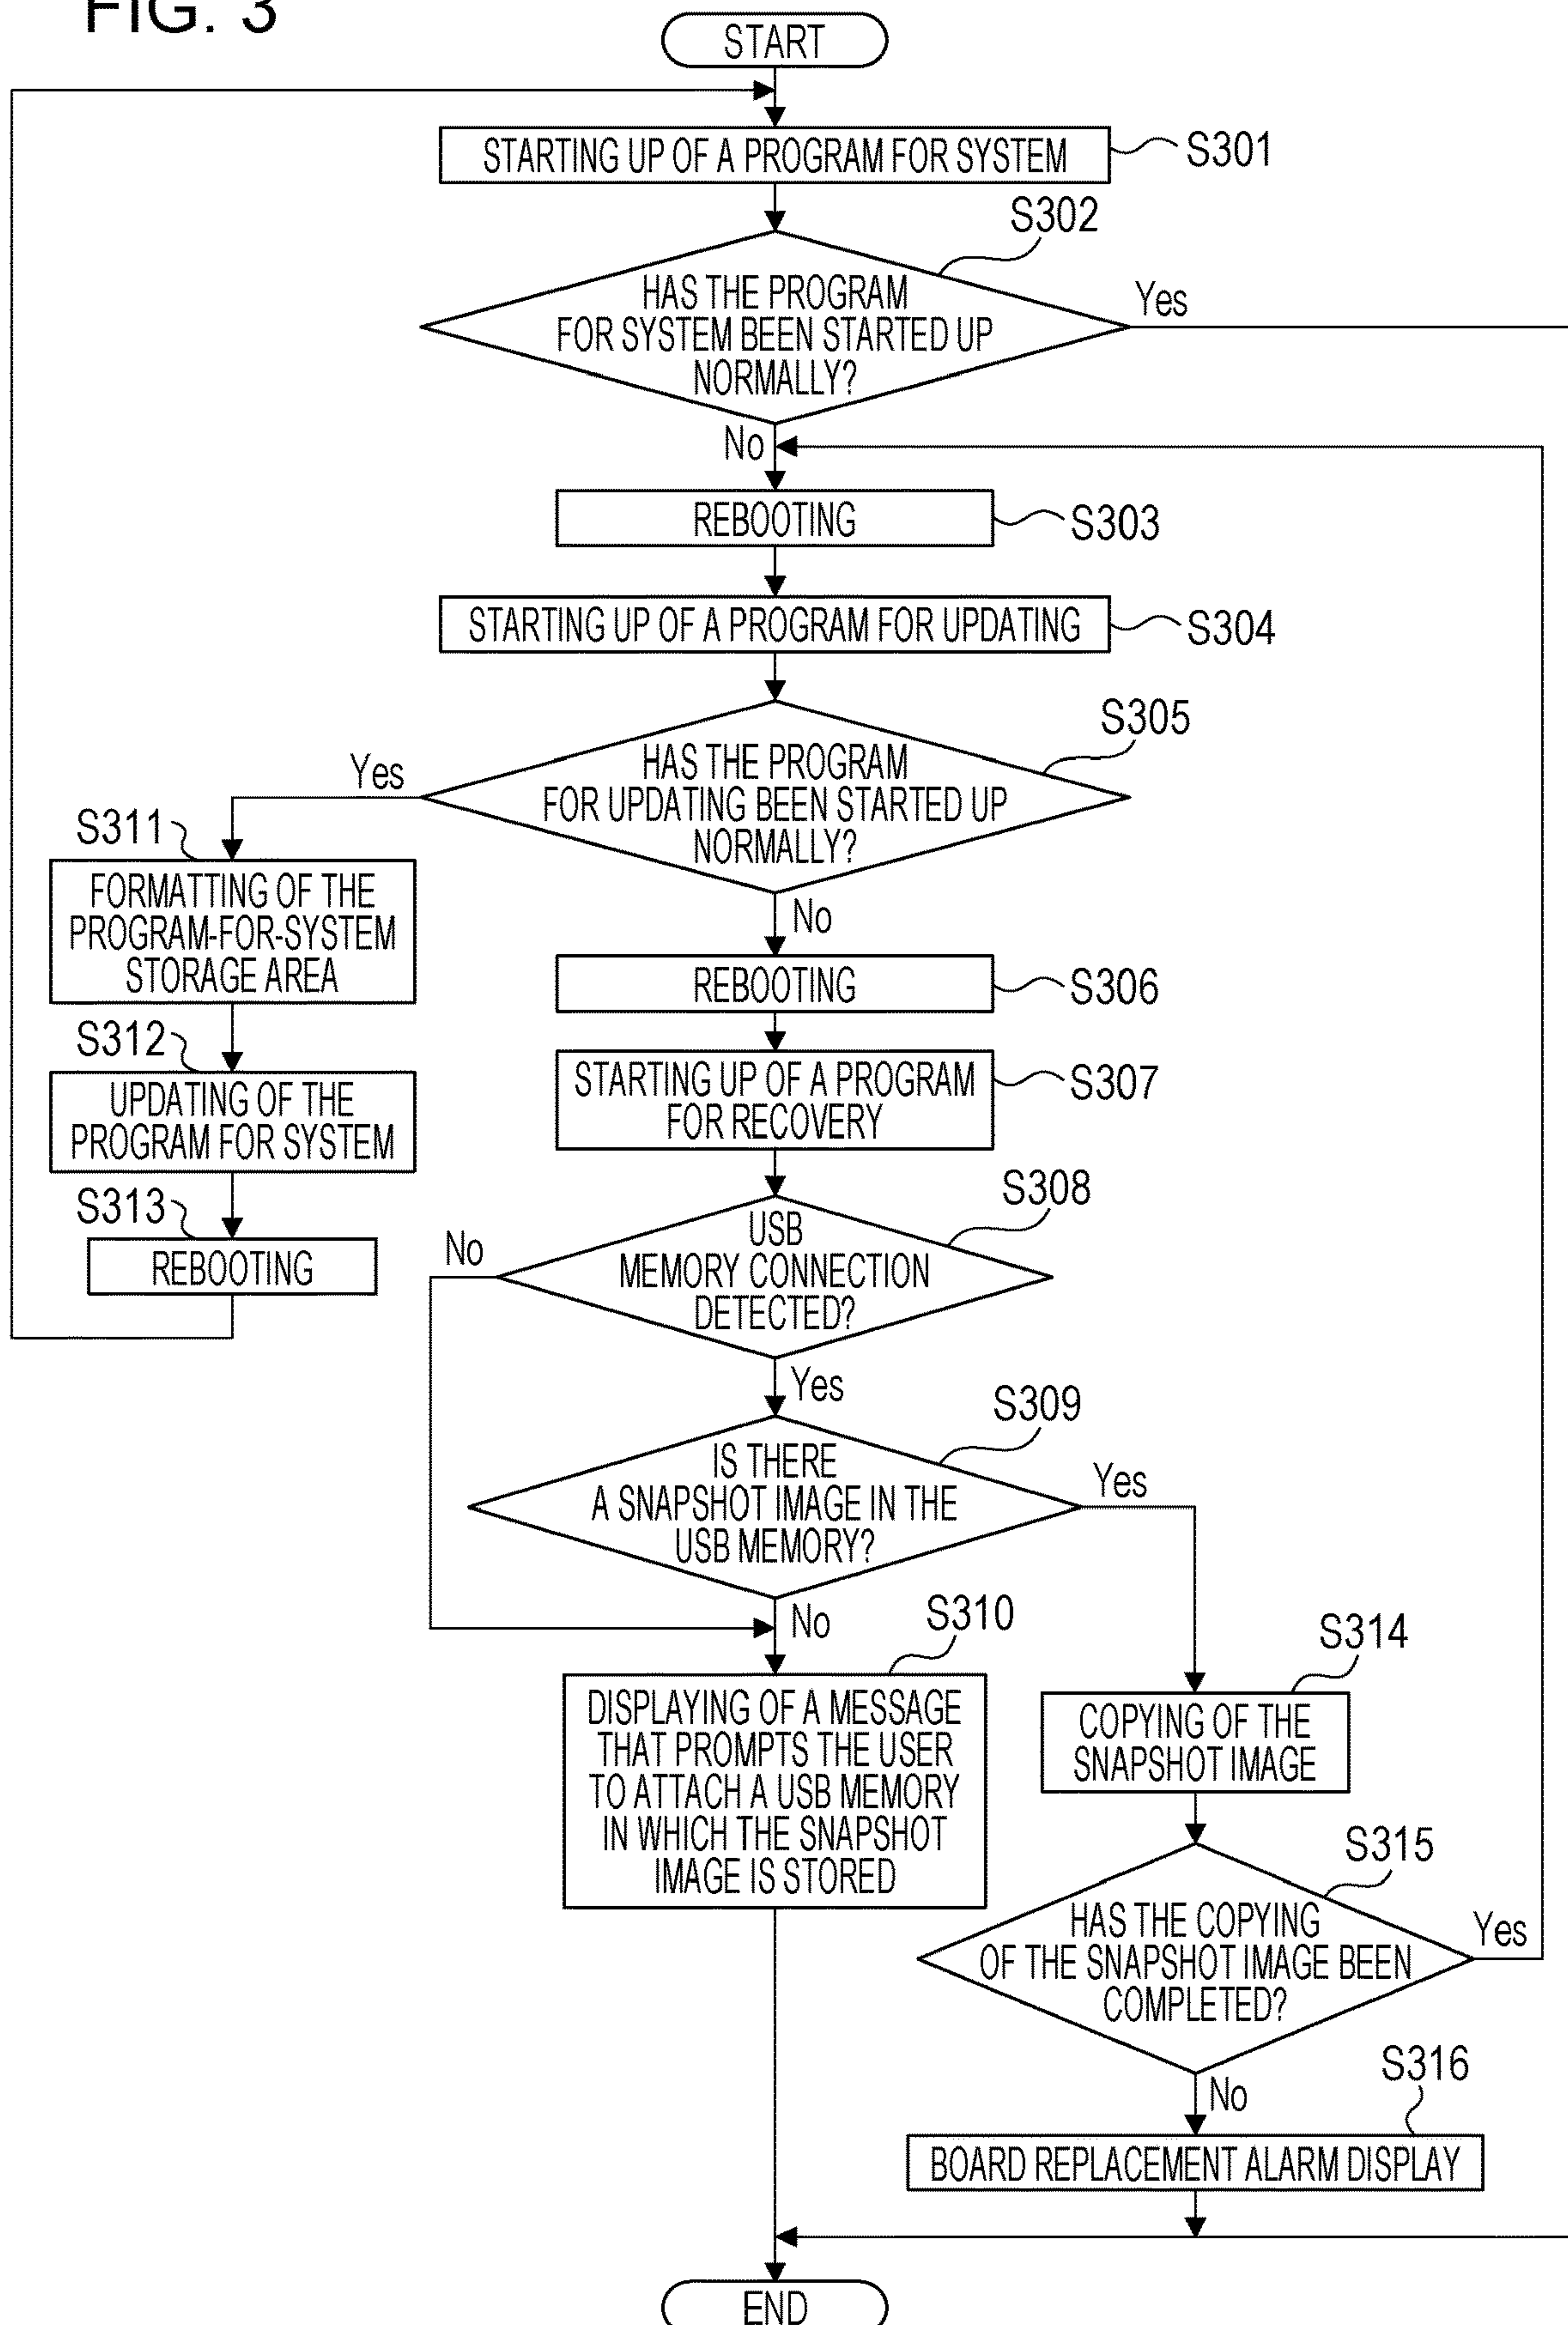 FIG. 3
START
STARTING UP OF A PROGRAM FOR SYSTEM
S301
S302
HAS THE PROGRAM
FOR SYSTEM BEEN STARTED UP
NORMALLY?
Yes
No
REBOOTING
S303
STARTING UP OF A PROGRAM FOR UPDATING
S304
S305
HAS THE PROGRAM
FOR UPDATING BEEN STARTED UP
NORMALLY?
Yes
No
S311
FORMATTING OF THE
PROGRAM-FOR-SYSTEM
STORAGE AREA
S312
UPDATING OF THE
PROGRAM FOR SYSTEM
S313
REBOOTING
REBOOTING
S306
STARTING UP OF A PROGRAM
FOR RECOVERY
S307
S308
USB
MEMORY CONNECTION
DETECTED?
No
Yes
S309
IS THERE
A SNAPSHOT IMAGE IN THE
USB MEMORY?
Yes
No
S310
DISPLAYING OF A MESSAGE
THAT PROMPTS THE USER
TO ATTACH A USB MEMORY
IN WHICH THE SNAPSHOT
IMAGE IS STORED
S314
COPYING OF THE
SNAPSHOT IMAGE
S315
HAS THE COPYING
OF THE SNAPSHOT IMAGE BEEN
COMPLETED?
Yes
No
S316
BOARD REPLACEMENT ALARM DISPLAY
END